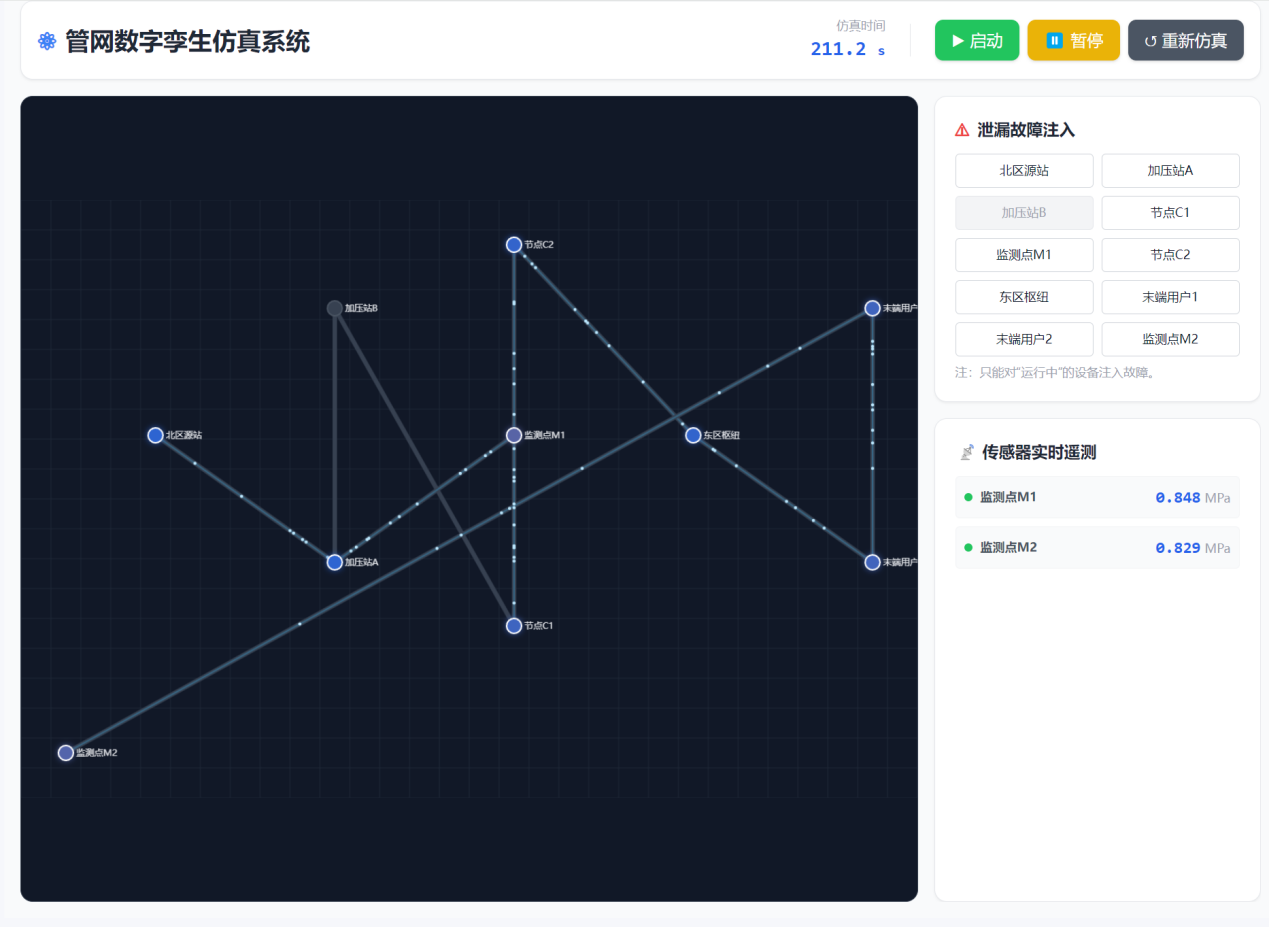 管网数字孪生仿真系统
仿真时间
211.2 s
启动
暂停
重新仿真
节点C2
加压站B
末端用户
北区源站
监测点M1
东区枢纽
加压站A
末端用户
节点C1
监测点M2
泄漏故障注入
北区源站
加压站A
加压站B
节点C1
监测点M1
节点C2
东区枢纽
末端用户1
末端用户2
监测点M2
注：只能对“运行中”的设备注入故障。
传感器实时遥测
监测点M1 0.848 MPa
监测点M2 0.829 MPa